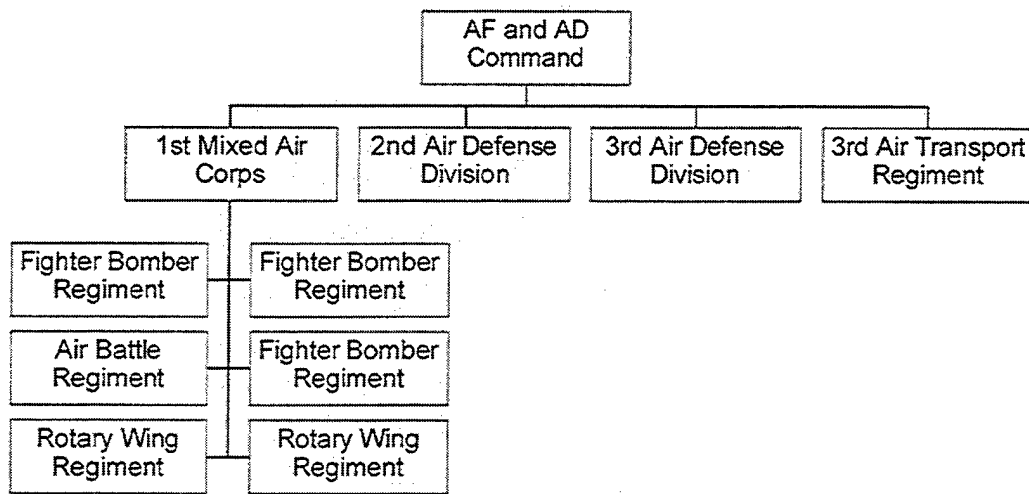 AF and AD
Command
1st Mixed Air
Corps
2nd Air Defense
Division
3rd Air Defense
Division
3rd Air Transport
Regiment
Fighter Bomber
Regiment
Fighter Bomber
Regiment
Air Battle
Regiment
Fighter Bomber
Regiment
Rotary Wing
Regiment
Rotary Wing
Regiment